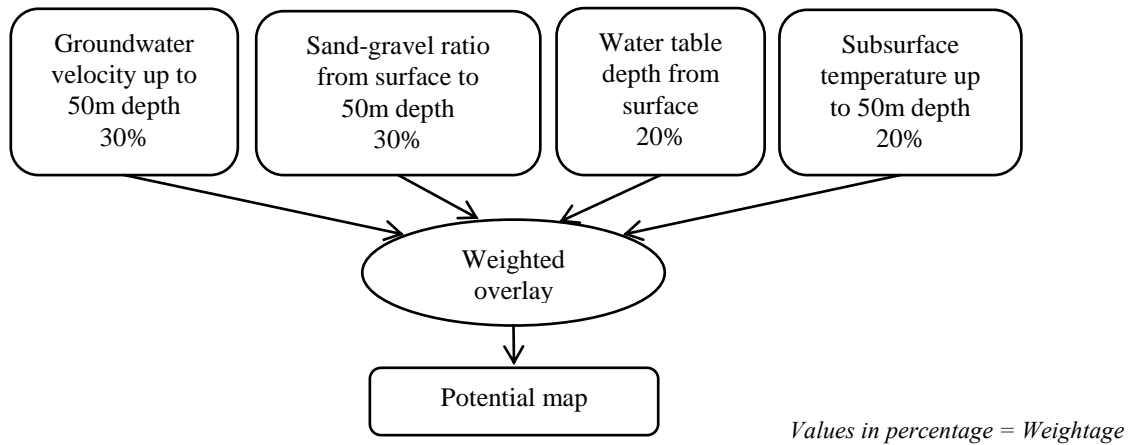 Groundwater
velocity up to
50m depth
30%
Sand-gravel ratio
from surface to
50m depth
30%
Water table
depth from
surface
20%
Subsurface
temperature up
to 50m depth
20%
Weighted
overlay
Potential map
Values in percentage = Weightage